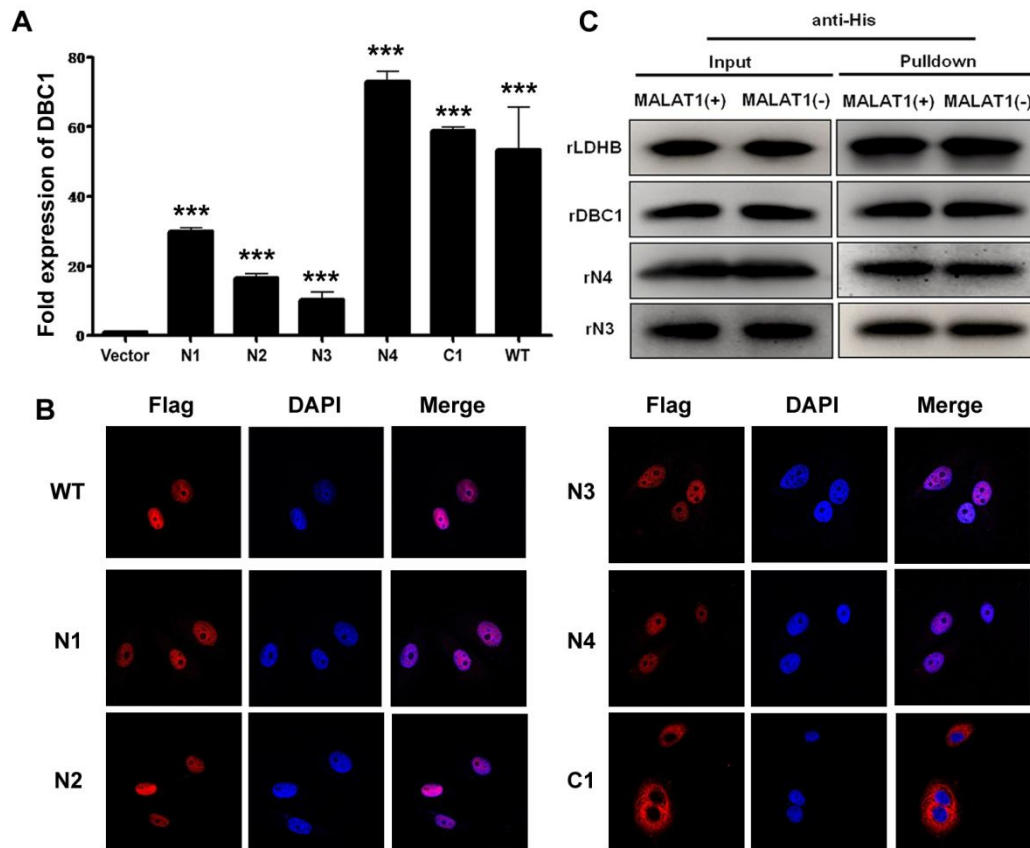 A
Fold expression of DBC1
80
60
40
20
0
***
***
***
***
***
***
Vector N1 N2 N3 N4 C1 WT
C
anti-His
Input Pulldown
MALAT1(+) MALAT1(-) MALAT1(+) MALAT1(-)
rLDHB
rDBC1
rN4
rN3
B
Flag DAPI Merge
WT
N1
N2
Flag DAPI Merge
N3
N4
C1